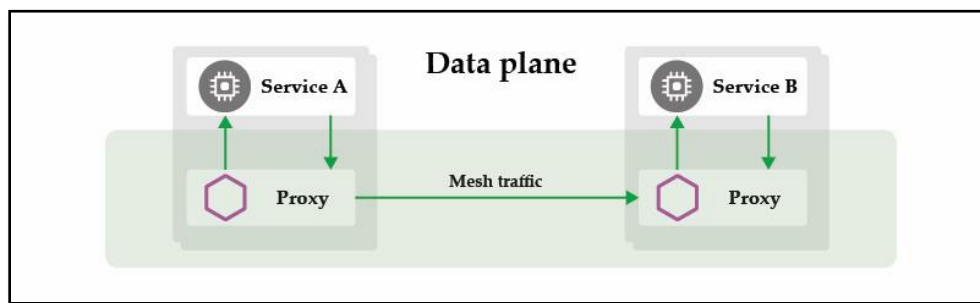 Data plane
Service A
Service B
Mesh traffic
Proxy
Proxy